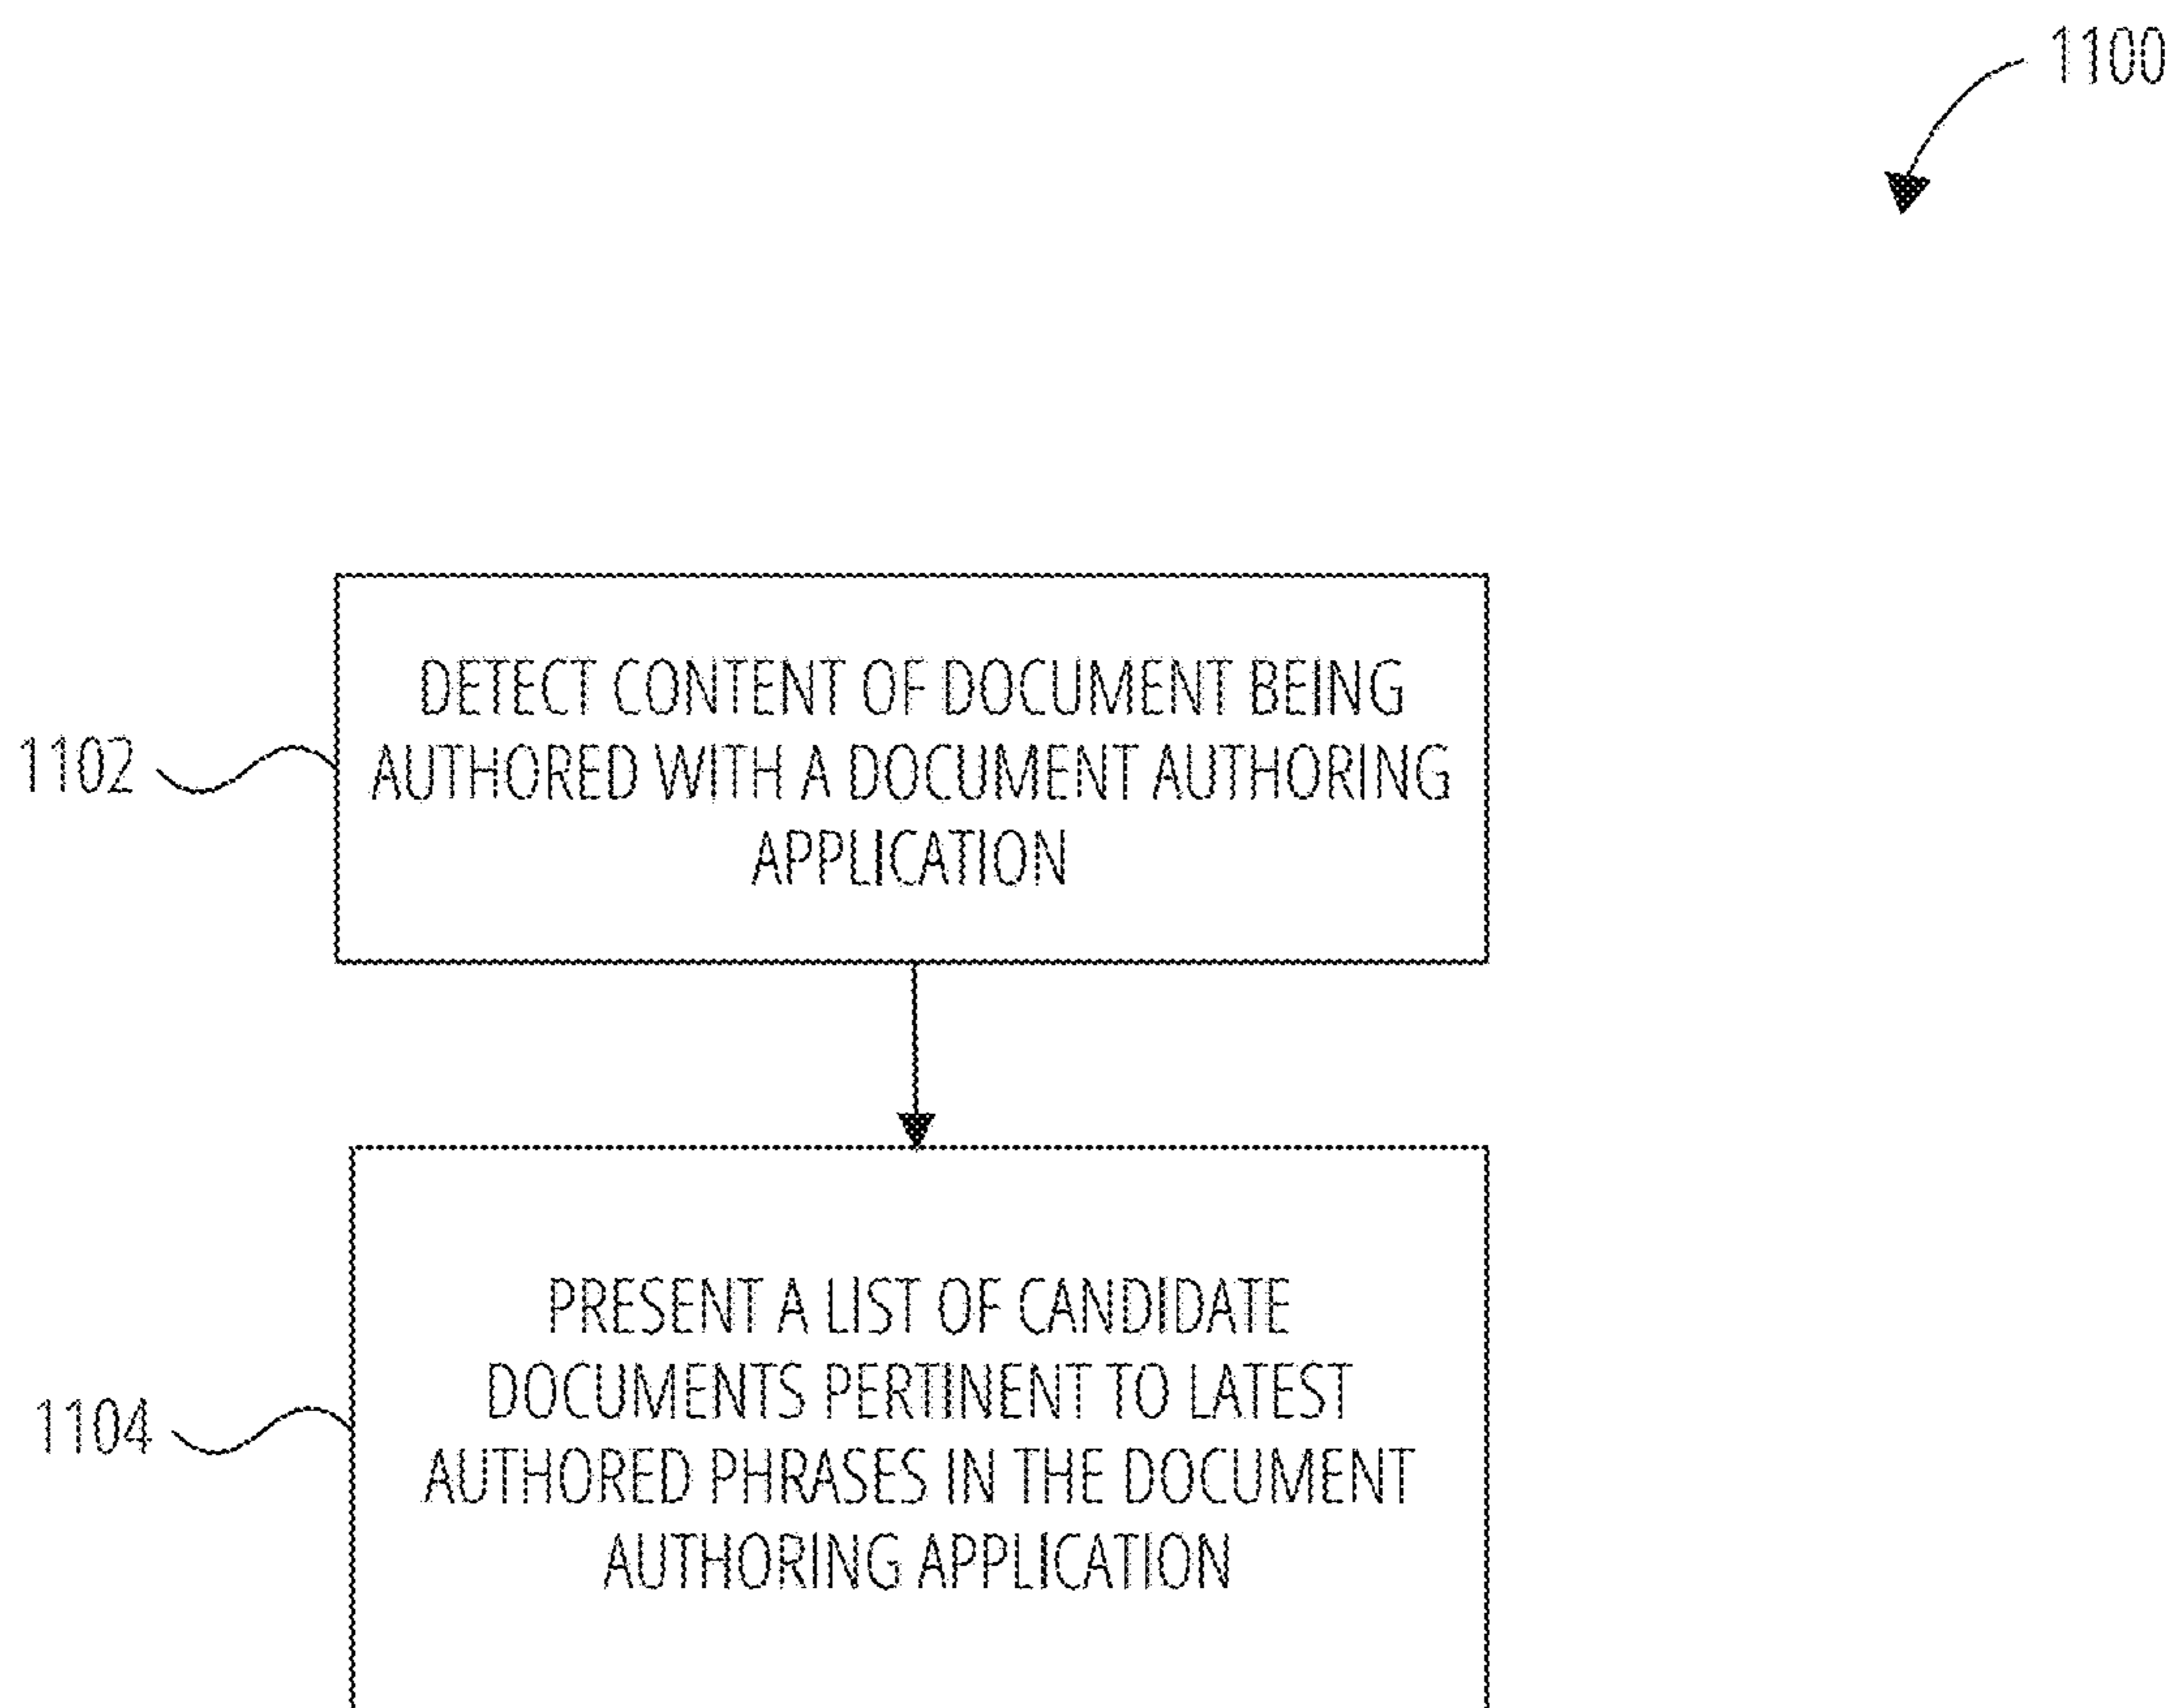 1100
DETECT CONTENT OF DOCUMENT BEING
1102
AUTHORED WITH A DOCUMENT AUTHORING
APPLICATION
PRESENT A LIST OF CANDIDATE
DOCUMENTS PERTINENT TO LATEST
1104
AUTHORED PHRASES IN THE DOCUMENT
AUTHORING APPLICATION